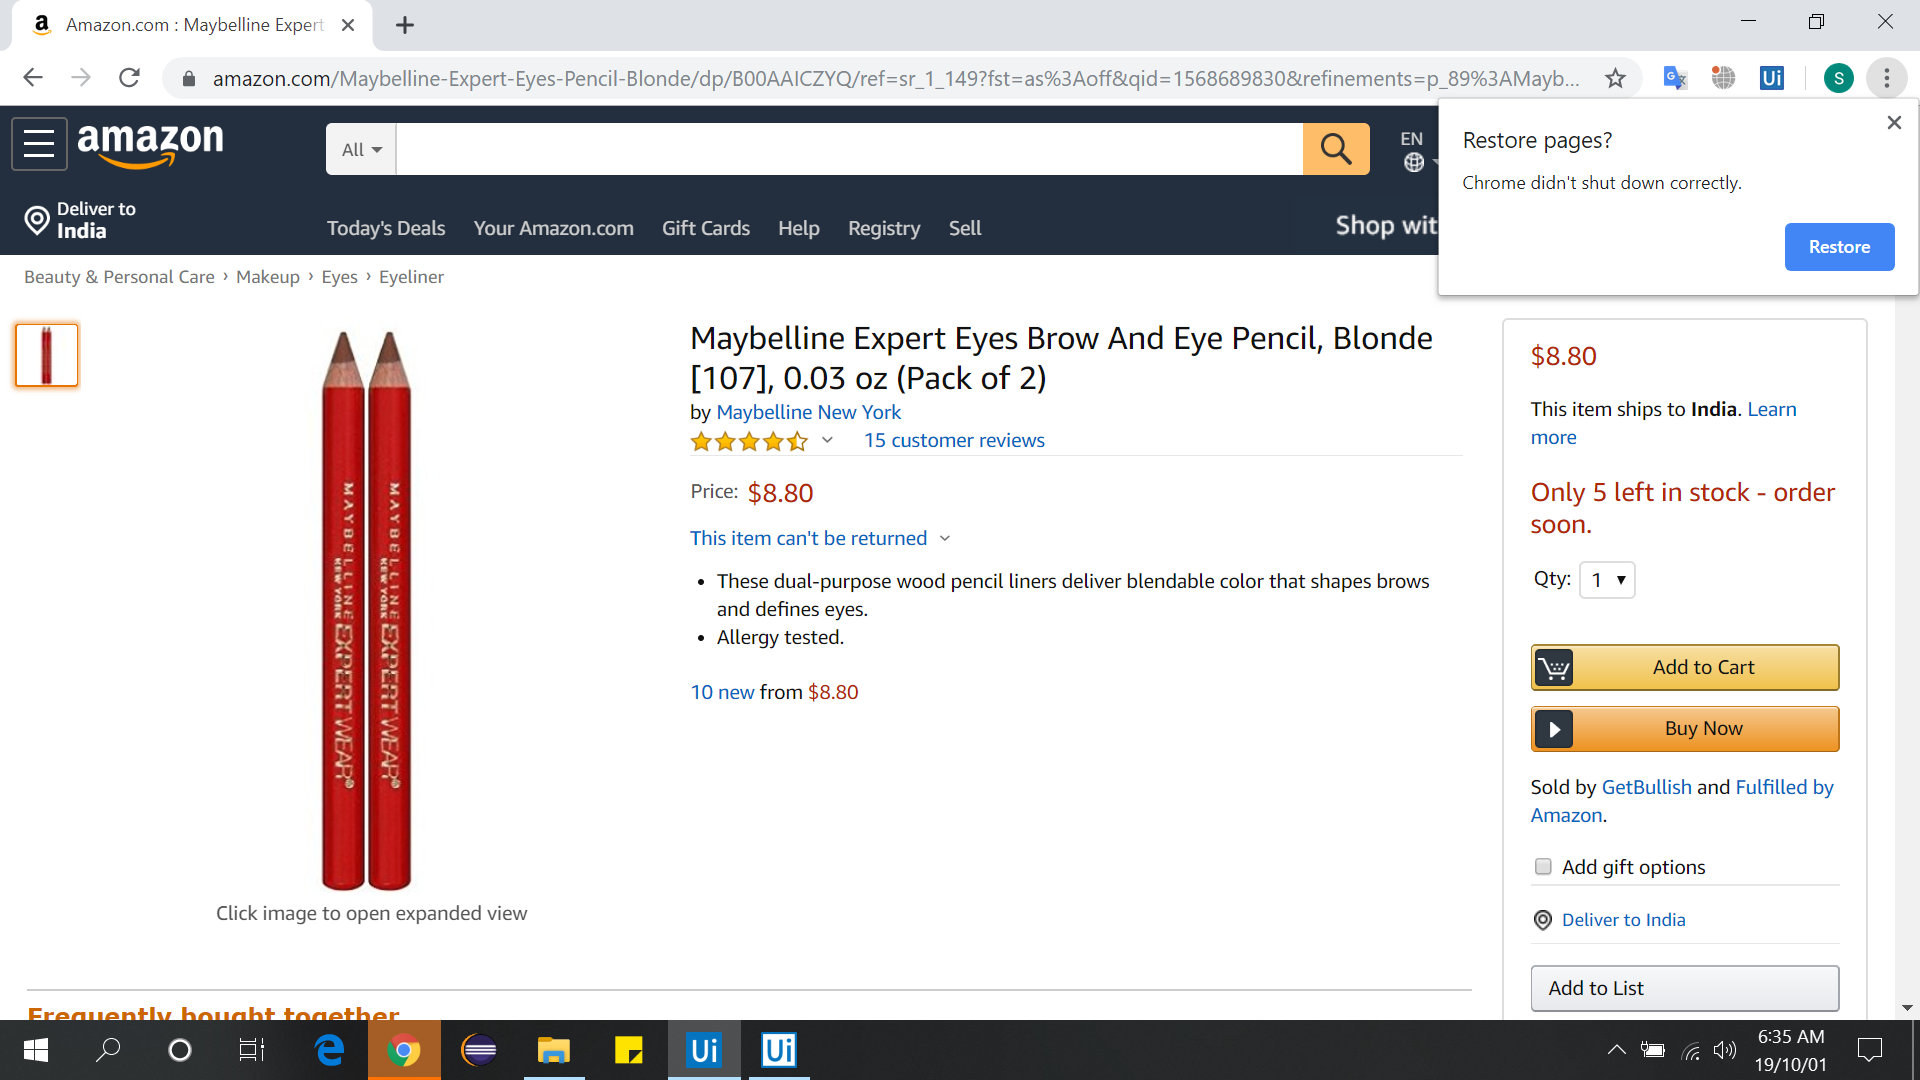 Amazon.com : Maybelline Expert
amazon.com/Maybelline-Expert-Eyes-Pencil-Blonde/dp/B00AAICZYQ/ref=sr_1_149?fst=as%3Aoff&qid=1568689830&refinements=p_89%3AMayb...
Ui
S
amazon
All
EN
Restore pages?
Chrome didn't shut down correctly.
Restore
Deliver to
India
Today's Deals
Your Amazon.com
Gift Cards
Help
Registry
Sell
Shop wit
Beauty & Personal Care › Makeup › Eyes › Eyeliner
MAYBELLINE
NEW YORK
EXPERT WEAR®
MAYBELLINE
NEW YORK
EXPERT WEAR®
Click image to open expanded view
Maybelline Expert Eyes Brow And Eye Pencil, Blonde
[107], 0.03 oz (Pack of 2)
by Maybelline New York
15 customer reviews
Price: $8.80
This item can't be returned
• These dual-purpose wood pencil liners deliver blendable color that shapes brows
and defines eyes.
• Allergy tested.
10 new from $8.80
$8.80
This item ships to India. Learn
more
Only 5 left in stock - order
soon.
Qty: 1
Add to Cart
Buy Now
Sold by GetBullish and Fulfilled by
Amazon.
Add gift options
Deliver to India
Add to List
Frequently bought together
Ui
Ui
6:35 AM
19/10/01